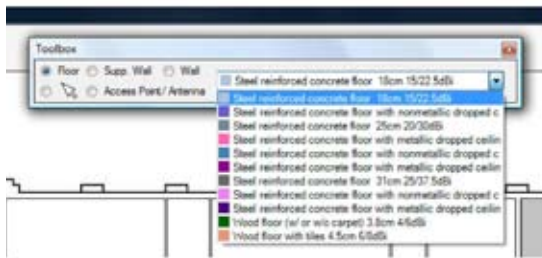 Toolbox
Floor Supp. Wall Wall
Access Point / Antenna
Steel reinforced concrete floor 18cm 15/22.5dBi
Steel reinforced concrete floor 18cm 15/22.5dBi
Steel reinforced concrete floor with nonmetallic dropped c
Steel reinforced concrete floor 25cm 20/30dBi
Steel reinforced concrete floor with metallic dropped ceilin
Steel reinforced concrete floor with nonmetallic dropped c
Steel reinforced concrete floor with metallic dropped ceilin
Steel reinforced concrete floor 31cm 25/37.5dBi
Steel reinforced concrete floor with nonmetallic dropped c
Steel reinforced concrete floor with metallic dropped ceilin
Wood floor (w/ or w/o carpet) 3.8cm 4/6dBi
Wood floor with tiles 4.5cm 6/8dBi